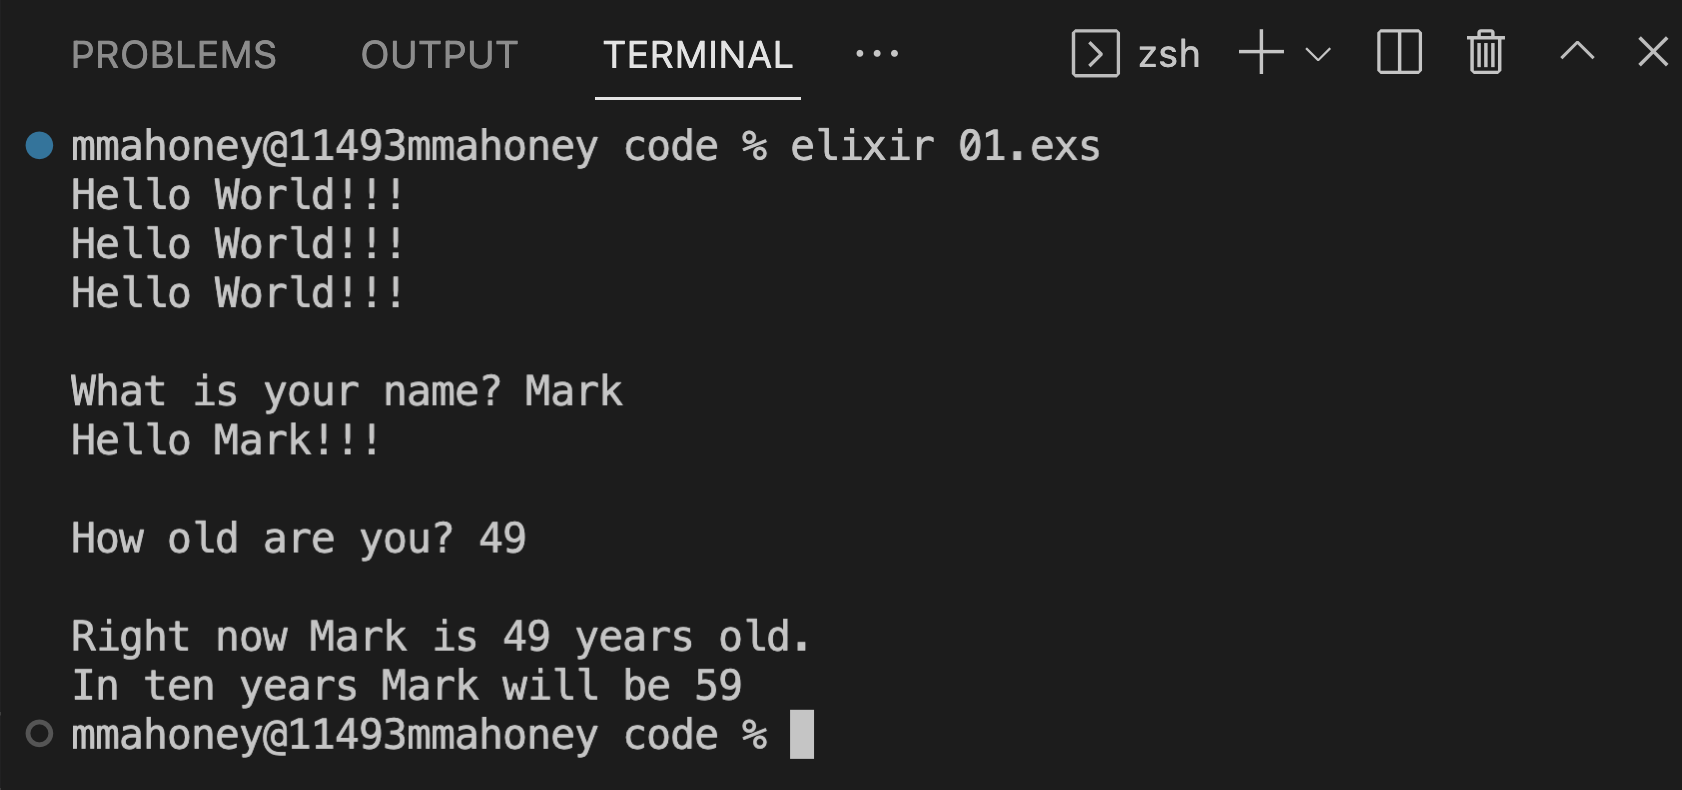 PROBLEMS OUTPUT TERMINAL ··· zsh
mmahoney@11493mmahoney code % elixir 01.exs
Hello World!!!
Hello World!!!
Hello World!!!
What is your name? Mark
Hello Mark!!!
How old are you? 49
Right now Mark is 49 years old.
In ten years Mark will be 59
mmahoney@11493mmahoney code %